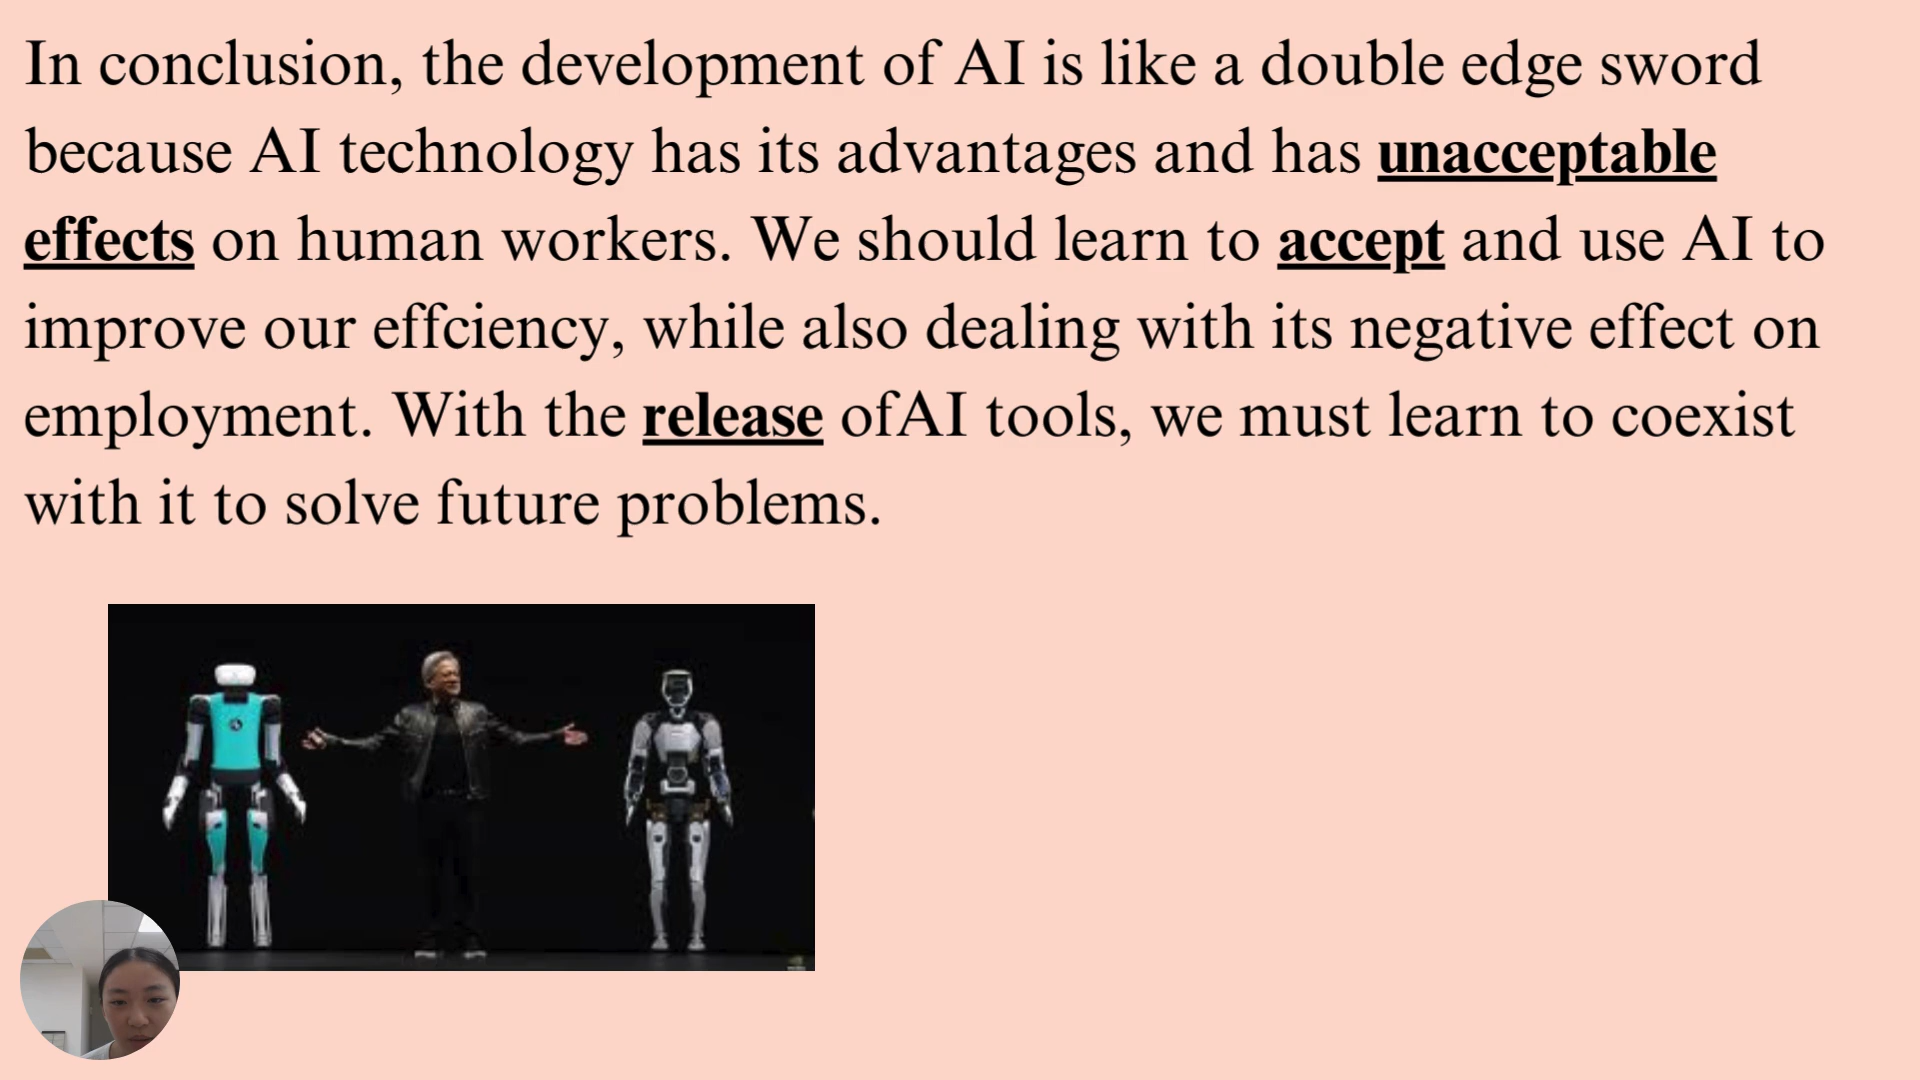 In conclusion, the development of AI is like a double edge sword
because AI technology has its advantages and has unacceptable
effects on human workers. We should learn to accept and use AI to
improve our effciency, while also dealing with its negative effect on
employment. With the release ofAI tools, we must learn to coexist
with it to solve future problems.